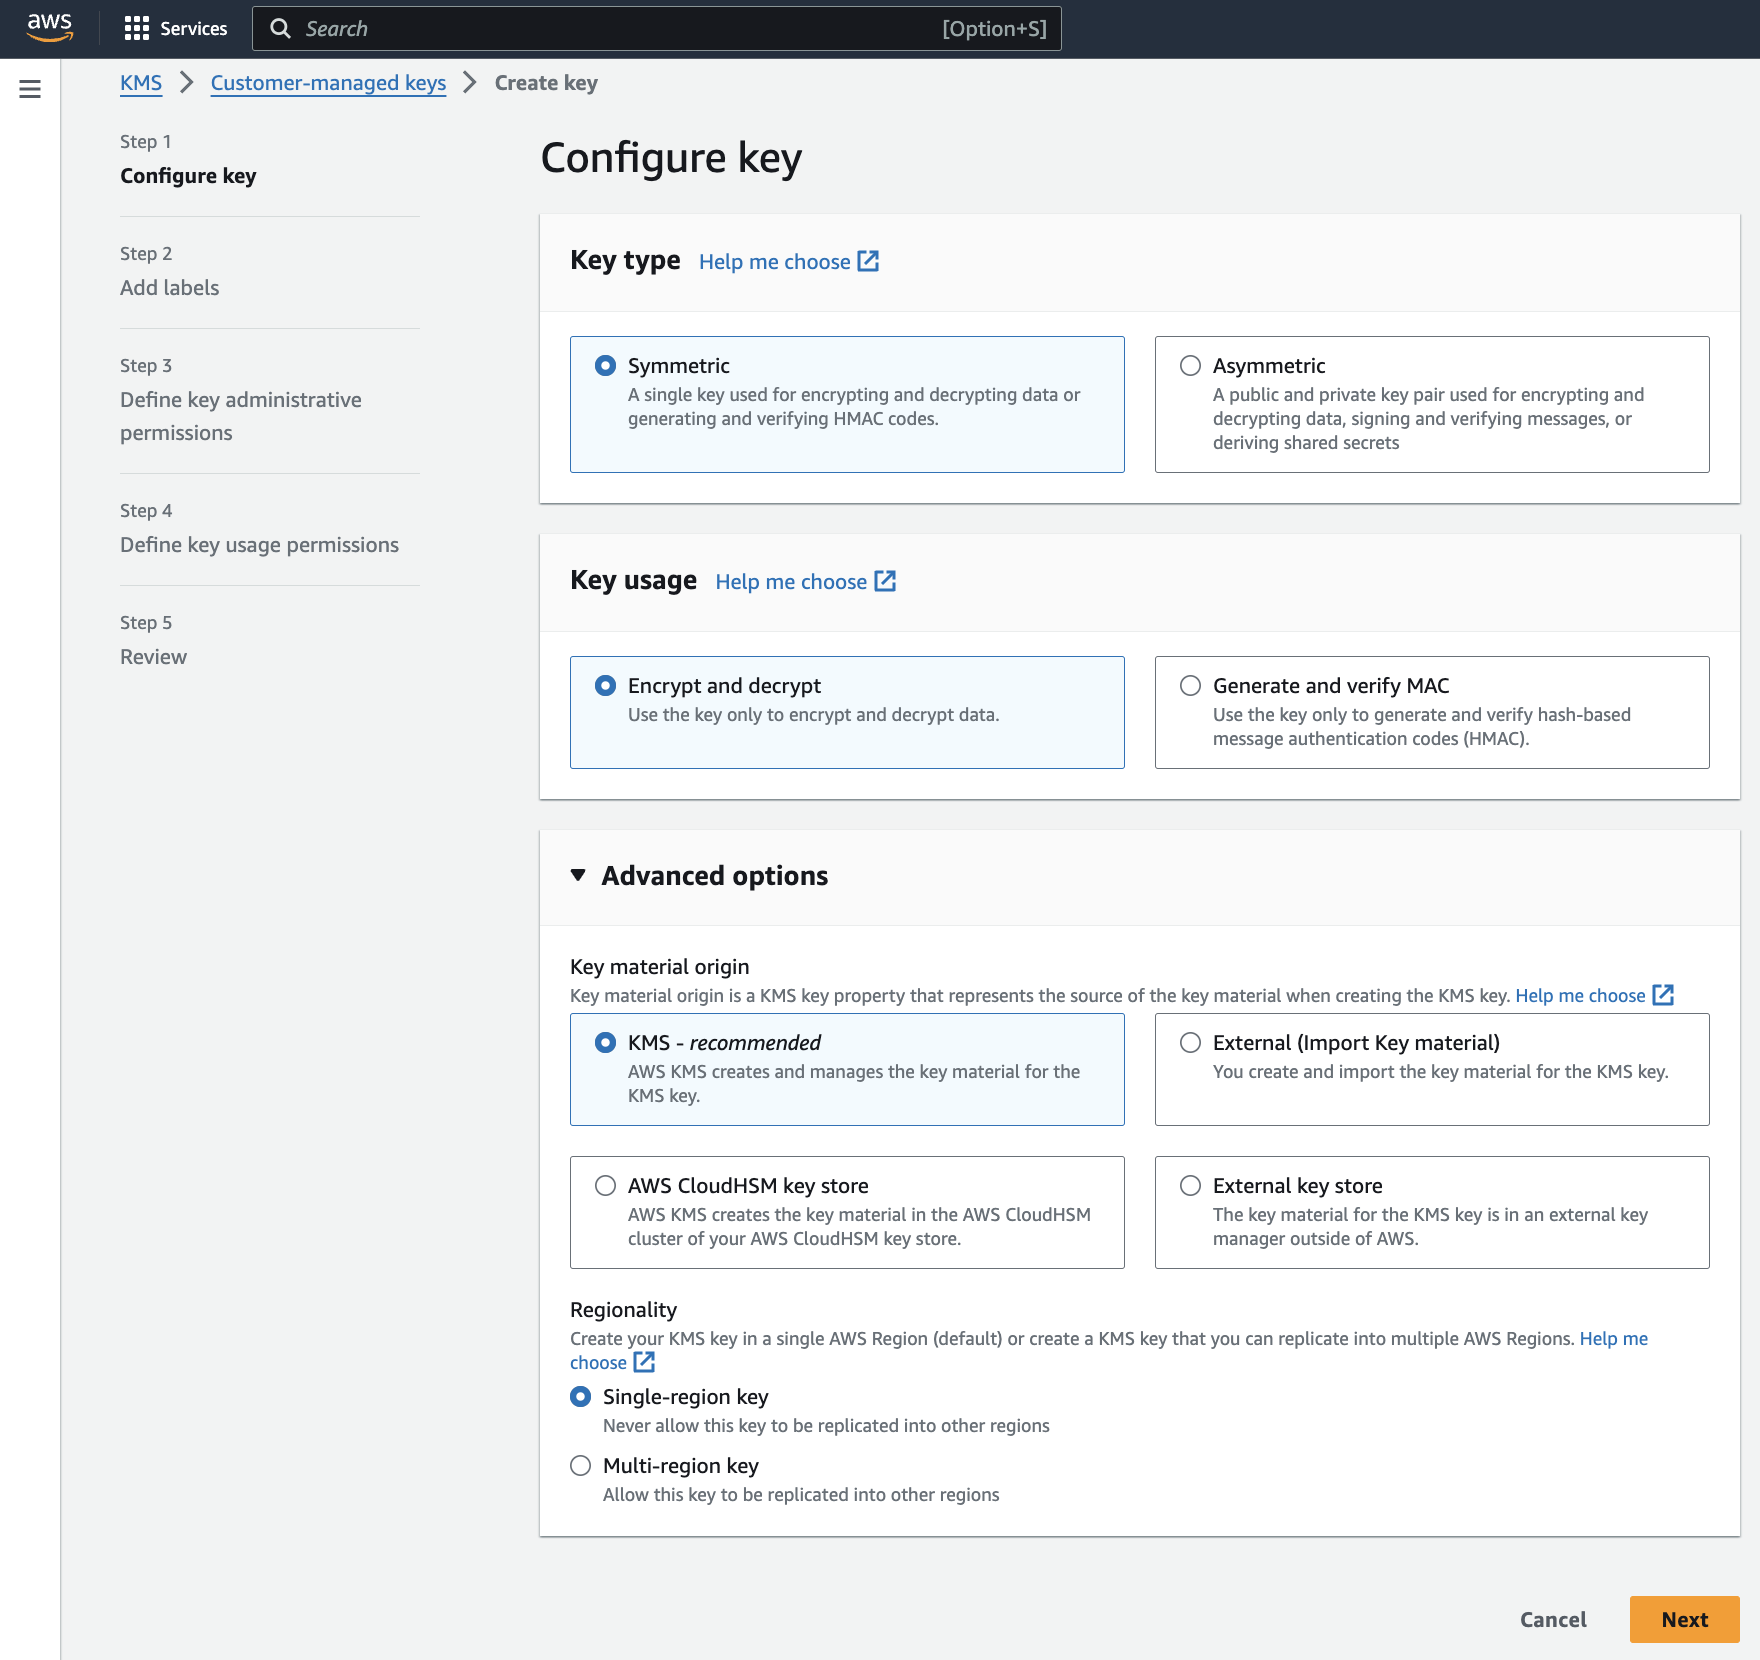 aws
Services
Search
[Option+S]
KMS > Customer-managed keys > Create key
Step 1
Configure key
Step 2
Add labels
Step 3
Define key administrative
permissions
Step 4
Define key usage permissions
Step 5
Review
Configure key
Key type Help me choose
Symmetric
A single key used for encrypting and decrypting data or
generating and verifying HMAC codes.
Asymmetric
A public and private key pair used for encrypting and
decrypting data, signing and verifying messages, or
deriving shared secrets
Key usage Help me choose
Encrypt and decrypt
Use the key only to encrypt and decrypt data.
Generate and verify MAC
Use the key only to generate and verify hash-based
message authentication codes (HMAC).
Advanced options
Key material origin
Key material origin is a KMS key property that represents the source of the key material when creating the KMS key. Help me choose
KMS - recommended
AWS KMS creates and manages the key material for the
KMS key.
External (Import Key material)
You create and import the key material for the KMS key.
AWS CloudHSM key store
AWS KMS creates the key material in the AWS CloudHSM
cluster of your AWS CloudHSM key store.
External key store
The key material for the KMS key is in an external key
manager outside of AWS.
Regionality
Create your KMS key in a single AWS Region (default) or create a KMS key that you can replicate into multiple AWS Regions. Help me
choose
Single-region key
Never allow this key to be replicated into other regions
Multi-region key
Allow this key to be replicated into other regions
Cancel
Next